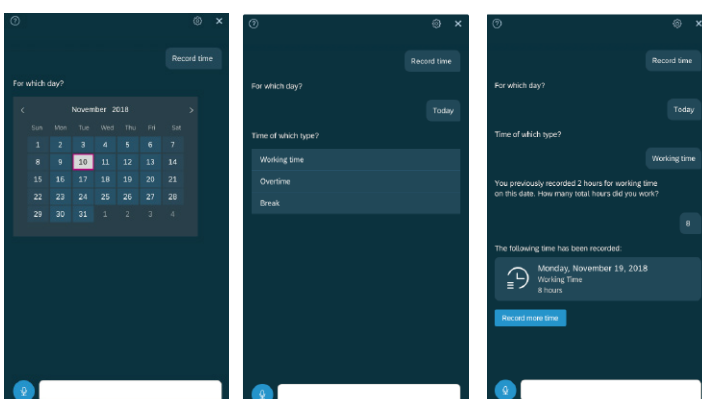 Record time
For which day?
November 2018
Sun Mon Tue Wed Thu Fri Sat
1 2 3 4 5 6 7
8 9 10 11 12 13 14
15 16 17 18 19 20 21
22 23 24 25 26 27 28
29 30 31 1 2 3 4
Record time
For which day?
Today
Time of which type?
Working time
Overtime
Break
Record time
For which day?
Today
Time of which type?
Working time
You previously recorded 2 hours for working time
on this date. How many total hours did you work?
8
The following time has been recorded:
Monday, November 19, 2018
Working Time
8 hours
Record more time